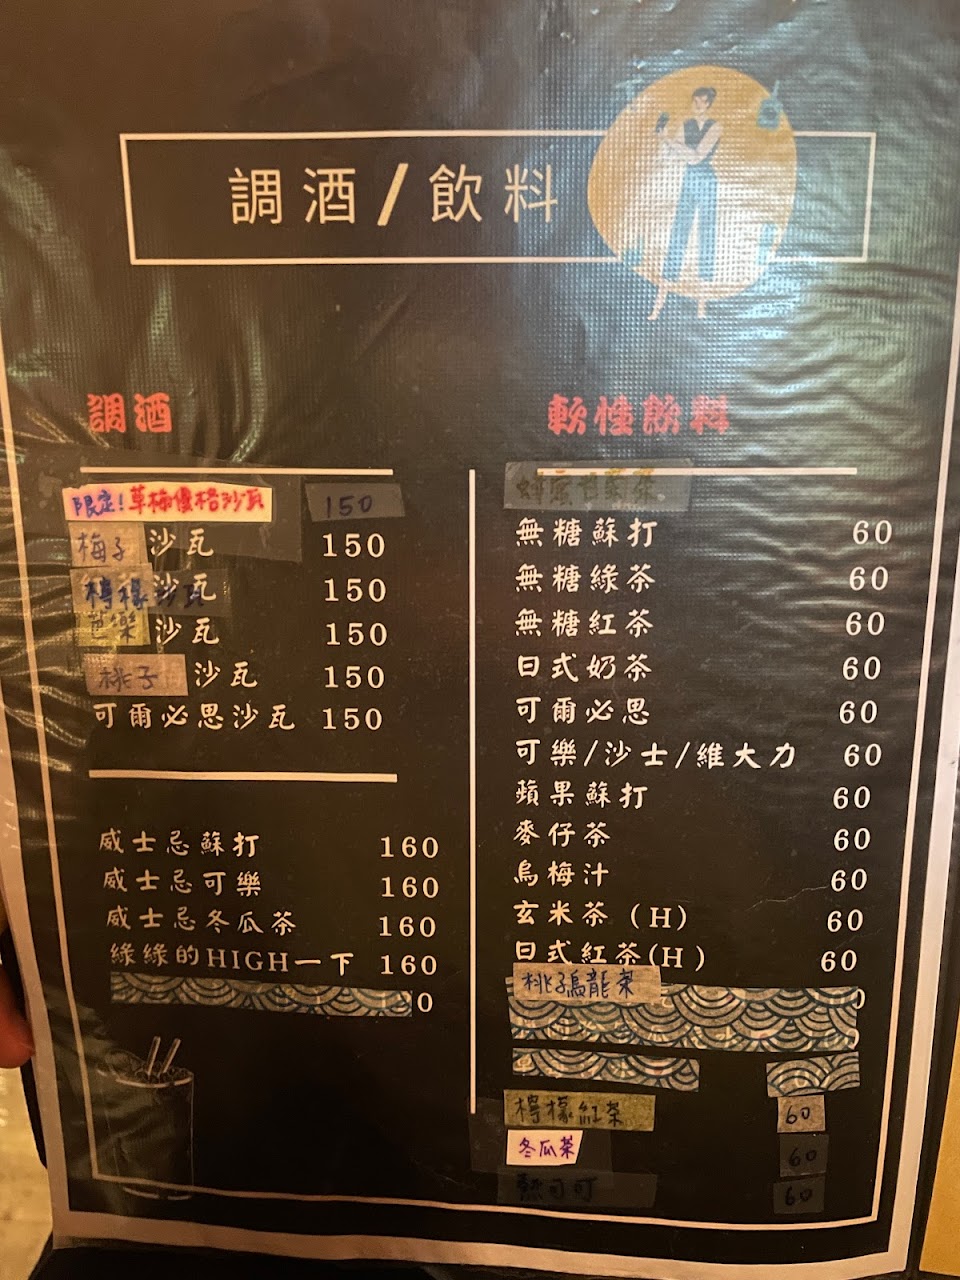 調酒/飲料
調酒
限定!草莓優格沙瓦 150
梅子沙瓦 150
檸檬沙瓦 150
芭樂沙瓦 150
桃子沙瓦 150
可爾必思沙瓦 150
威士忌蘇打 160
威士忌可樂 160
威士忌冬瓜茶 160
綠綠的HIGH一下 160
軟性飲料
無糖蘇打 60
無糖綠茶 60
無糖紅茶 60
日式奶茶 60
可爾必思 60
可樂/沙士/維大力 60
蘋果蘇打 60
麥仔茶 60
烏梅汁 60
玄米茶 (H) 60
日式紅茶(H) 60
桃子烏龍茶
檸檬紅茶 60
冬瓜茶 60
熱可可 60